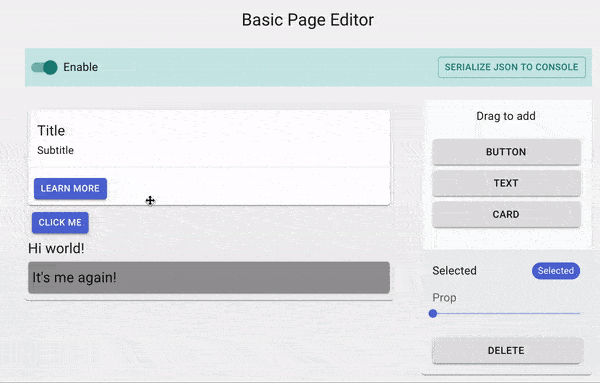 Basic Page Editor
Enable
SERIALIZE JSON TO CONSOLE
Title
Subtitle
LEARN MORE
CLICK ME
Hi world!
It's me again!
Drag to add
BUTTON
TEXT
CARD
Selected
Selected
Prop
DELETE